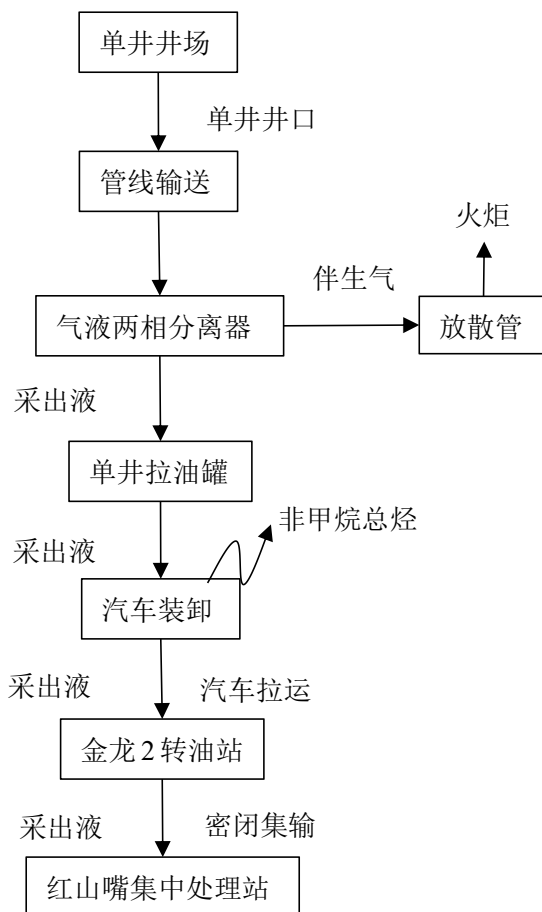 单井井场
单井井口
管线输送
火炬
伴生气
气液两相分离器
放散管
采出液
单井拉油罐
非甲烷总烃
采出液
汽车装卸
采出液
汽车拉运
金龙2转油站
采出液
密闭集输
红山嘴集中处理站